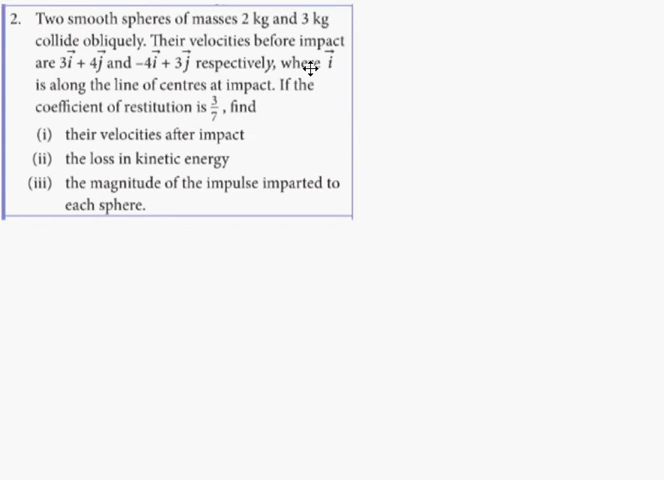 2. Two smooth spheres of masses 2 kg and 3 kg
collide obliquely. Their velocities before impact
are 3i⃗ + 4j⃗ and –4i⃗ + 3j⃗ respectively, where i⃗
is along the line of centres at impact. If the
coefficient of restitution is 3/7, find
(i) their velocities after impact
(ii) the loss in kinetic energy
(iii) the magnitude of the impulse imparted to
each sphere.